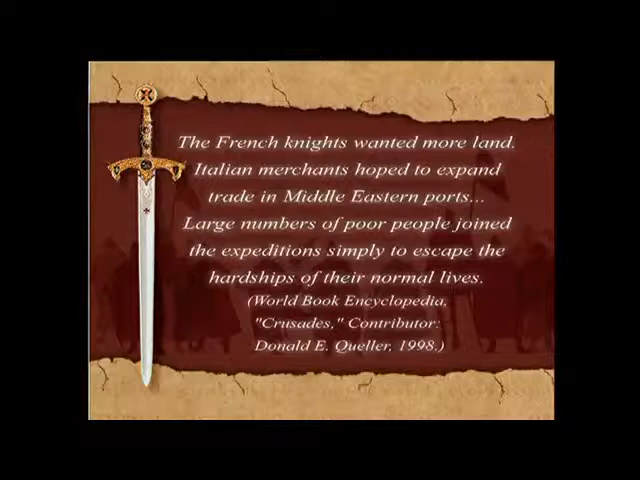 The French knights wanted more land.
Italian merchants hoped to expand
trade in Middle Eastern ports...
Large numbers of poor people joined
the expeditions simply to escape the
hardships of their normal lives.
(World Book Encyclopedia,
"Crusades," Contributor:
Donald E. Queller, 1998.)